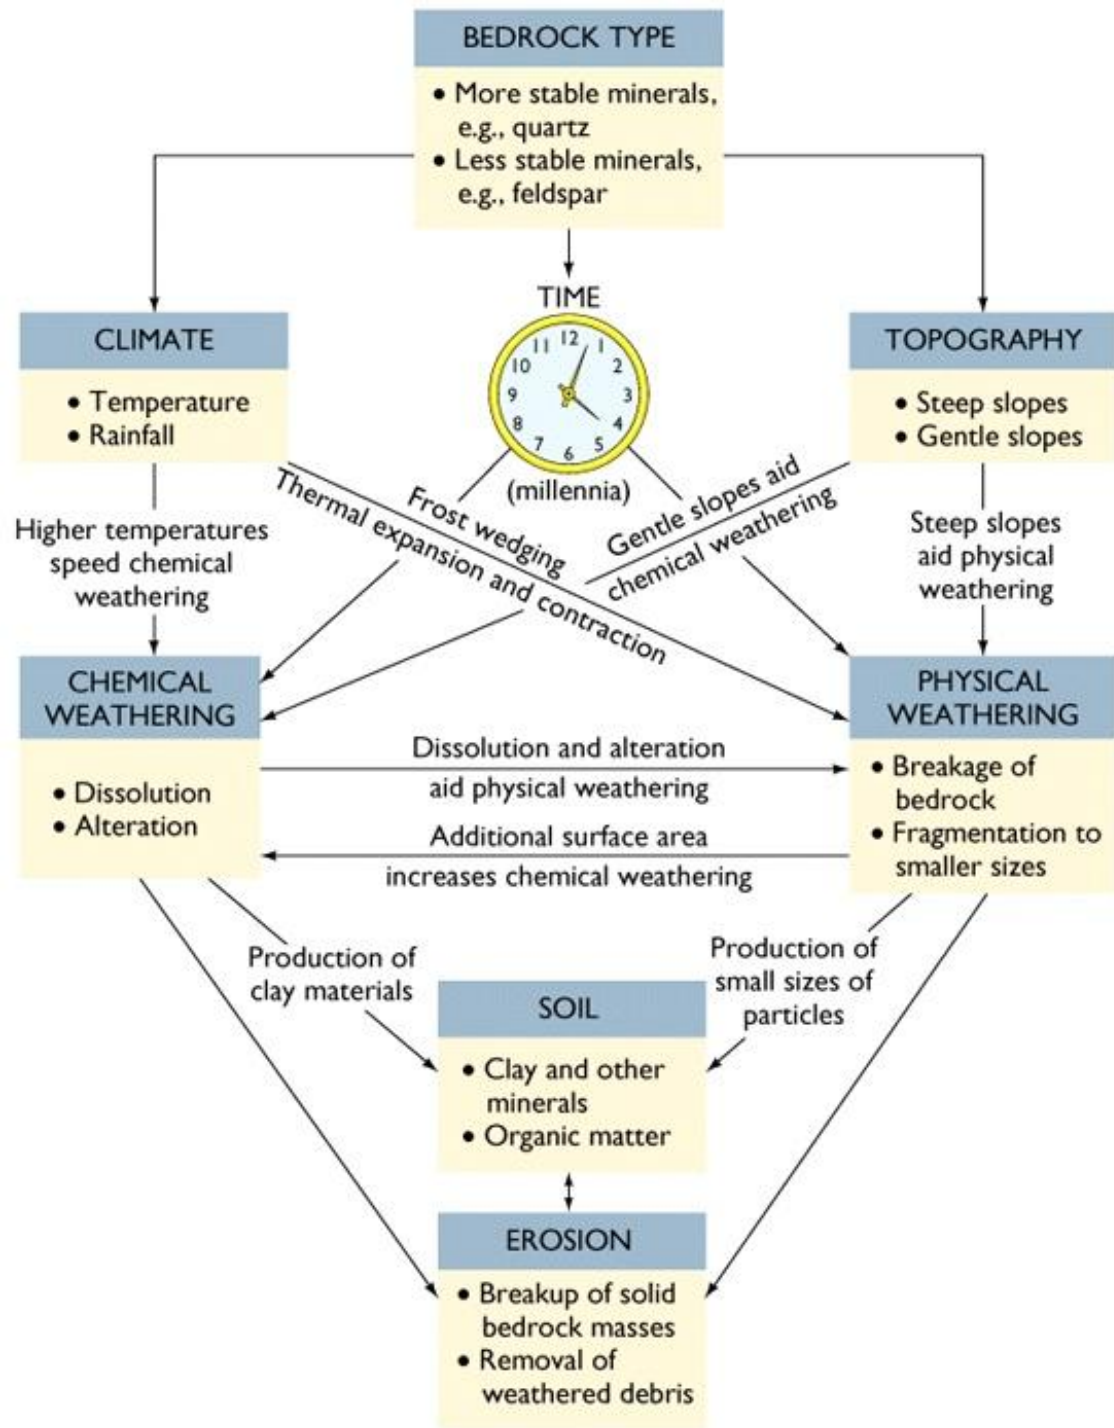 BEDROCK TYPE
• More stable minerals,
e.g., quartz
• Less stable minerals,
e.g., feldspar
TIME
12
1
2
3
4
5
6
7
8
9
10
11
(millennia)
CLIMATE
• Temperature
• Rainfall
TOPOGRAPHY
• Steep slopes
• Gentle slopes
Higher temperatures
speed chemical
weathering
Frost wedging
Thermal expansion and contraction
Gentle slopes aid
chemical weathering
Steep slopes
aid physical
weathering
CHEMICAL
WEATHERING
• Dissolution
• Alteration
Dissolution and alteration
aid physical weathering
Additional surface area
increases chemical weathering
PHYSICAL
WEATHERING
• Breakage of
bedrock
• Fragmentation to
smaller sizes
Production of
clay materials
Production of
small sizes of
particles
SOIL
• Clay and other
minerals
• Organic matter
EROSION
• Breakup of solid
bedrock masses
• Removal of
weathered debris